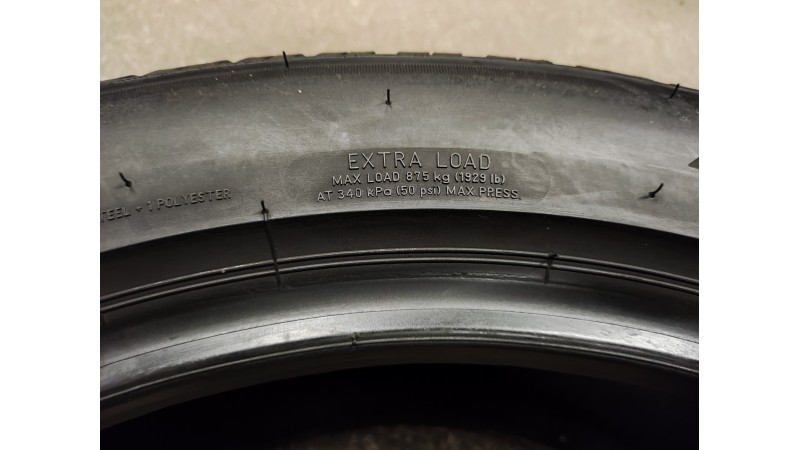 EXTRA LOAD
MAX LOAD 875 kg (1929 lb)
AT 340 kPa (50 psi) MAX.PRESS.
TEEL + 1 POLYESTER